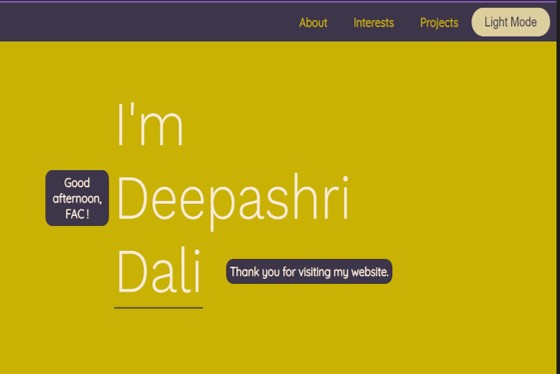 About Interests Projects Light Mode
I'm
Good
afternoon,
FAC !
Deepashri
Dali
Thank you for visiting my website.